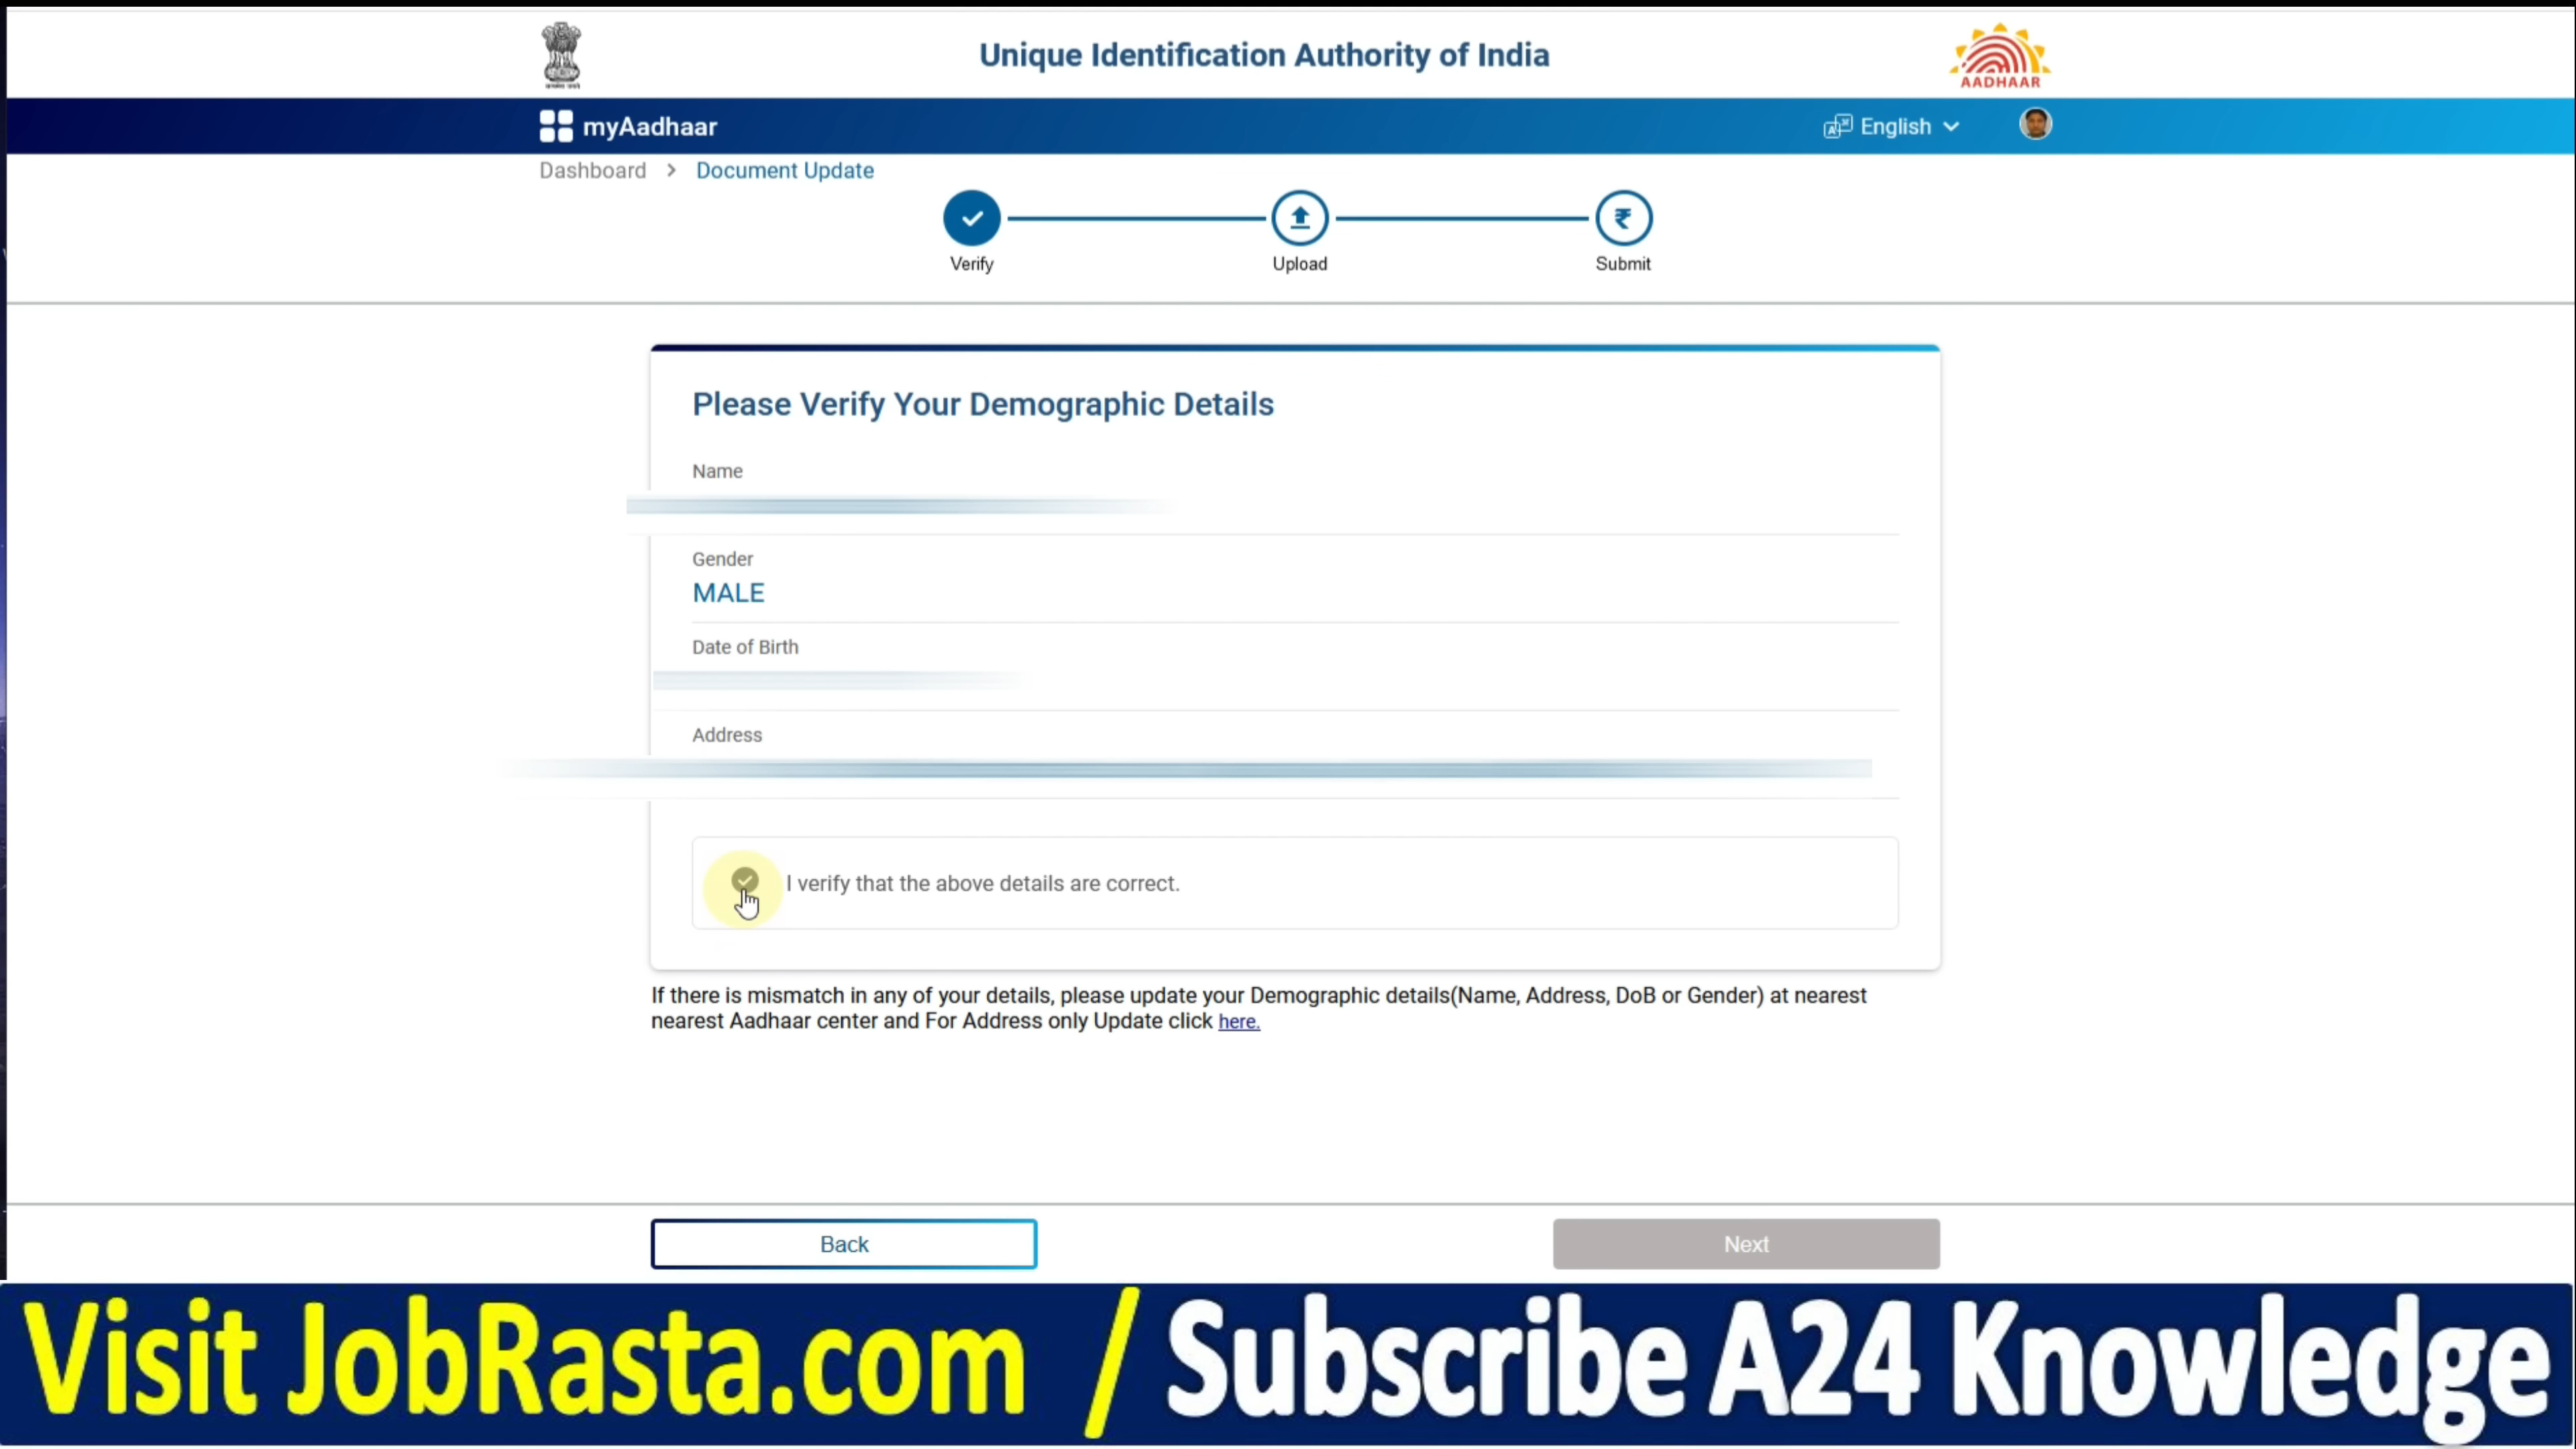 Unique Identification Authority of India
AADHAAR
myAadhaar
English
Dashboard > Document Update
Verify
Upload
₹
Submit
Please Verify Your Demographic Details
Name
Gender
MALE
Date of Birth
Address
I verify that the above details are correct.
If there is mismatch in any of your details, please update your Demographic details(Name, Address, DoB or Gender) at nearest
nearest Aadhaar center and For Address only Update click here.
Back
Next
Visit JobRasta.com / Subscribe A24 Knowledge